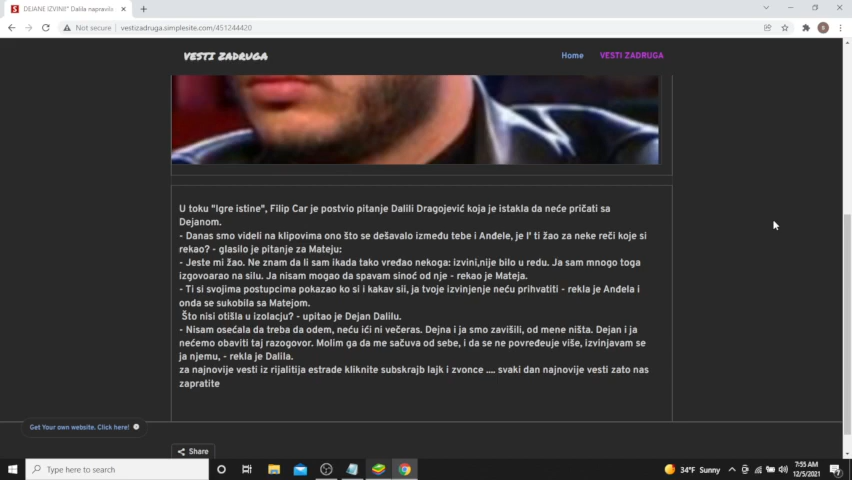 DEJANE IZVINI!" Dalila napravilo
Not secure
vestizadruga.simplesite.com/451244420
VESTI ZADRUGA
Home
VESTI ZADRUGA
U toku "Igre istine", Filip Car je postvio pitanje Dalili Dragojević koja je istakla da neće pričati sa
Dejanom.
- Danas smo videli na klipovima ono što se dešavalo između tebe i Anđele, je l' ti žao za neke reči koje si
rekao? - glasilo je pitanje za Mateju:
- Jeste mi žao. Ne znam da li sam ikada tako vređao nekoga: izvini,nije bilo u redu. Ja sam mnogo toga
izgovoarao na silu. Ja nisam mogao da spavam sinoć od nje - rekao je Mateja.
- Ti si svojima postupcima pokazao ko si i kakav sii, ja tvoje izvinjenje neću prihvatiti - rekla je Anđela i
onda se sukobila sa Matejom.
Što nisi otišla u izolaciju? - upitao je Dejan Dalilu.
- Nisam osećala da treba da odem, neću ići ni večeras. Dejna i ja smo zavišili, od mene ništa. Dejan i ja
nećemo obaviti taj razogovor. Molim ga da me sačuva od sebe, i da se ne povređeuje više, izvinjavam se
ja njemu, - rekla je Dalila.
za najnovije vesti iz rijalitija estrade kliknite subskrajb lajk i zvonce .... svaki dan najnovije vesti zato nas
zapratite
Get Your own website. Click here!
Share
Type here to search
34°F Sunny
7:55 AM
12/5/2021